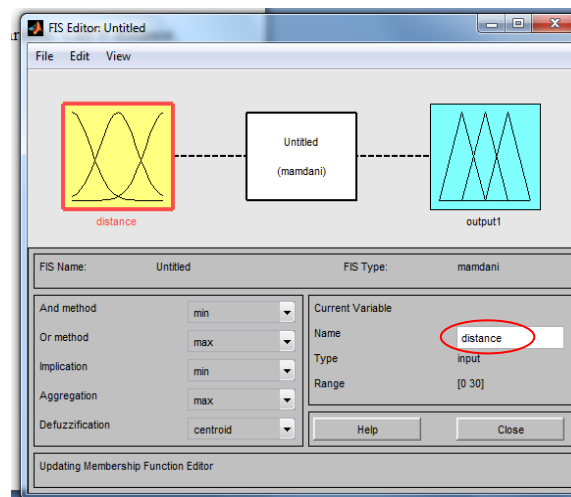 FIS Editor: Untitled
File Edit View
Untitled
(mamdani)
distance
output1
FIS Name: Untitled FIS Type: mamdani
And method min
Or method max
Implication min
Aggregation max
Defuzzification centroid
Current Variable
Name distance
Type input
Range [0 30]
Help Close
Updating Membership Function Editor